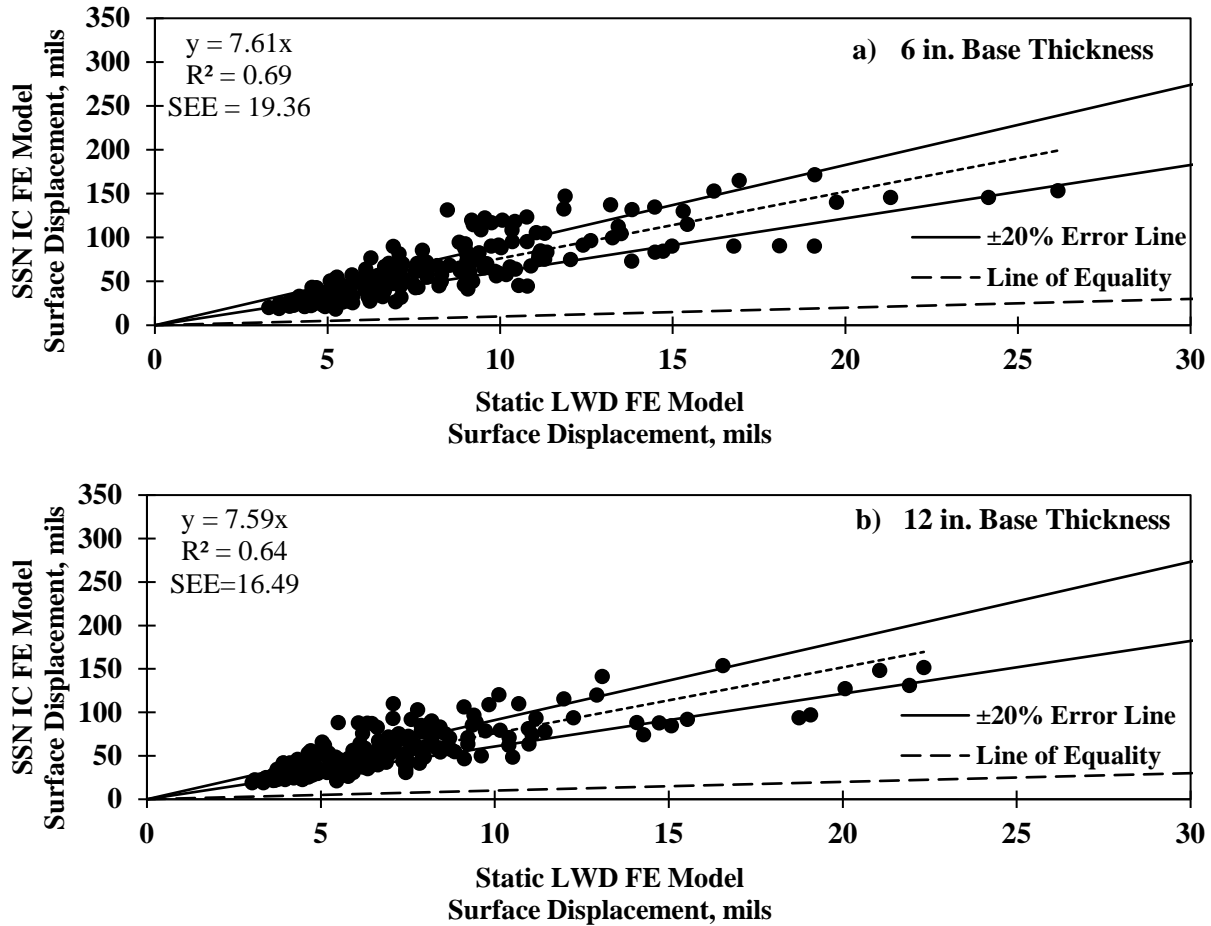 350
300
250
200
150
100
50
0
SSN IC FE Model
Surface Displacement, mils
y = 7.61x
R² = 0.69
SEE = 19.36
a) 6 in. Base Thickness
±20% Error Line
Line of Equality
0 5 10 15 20 25 30
Static LWD FE Model
Surface Displacement, mils
350
300
250
200
150
100
50
0
SSN IC FE Model
Surface Displacement, mils
y = 7.59x
R² = 0.64
SEE=16.49
b) 12 in. Base Thickness
±20% Error Line
Line of Equality
0 5 10 15 20 25 30
Static LWD FE Model
Surface Displacement, mils